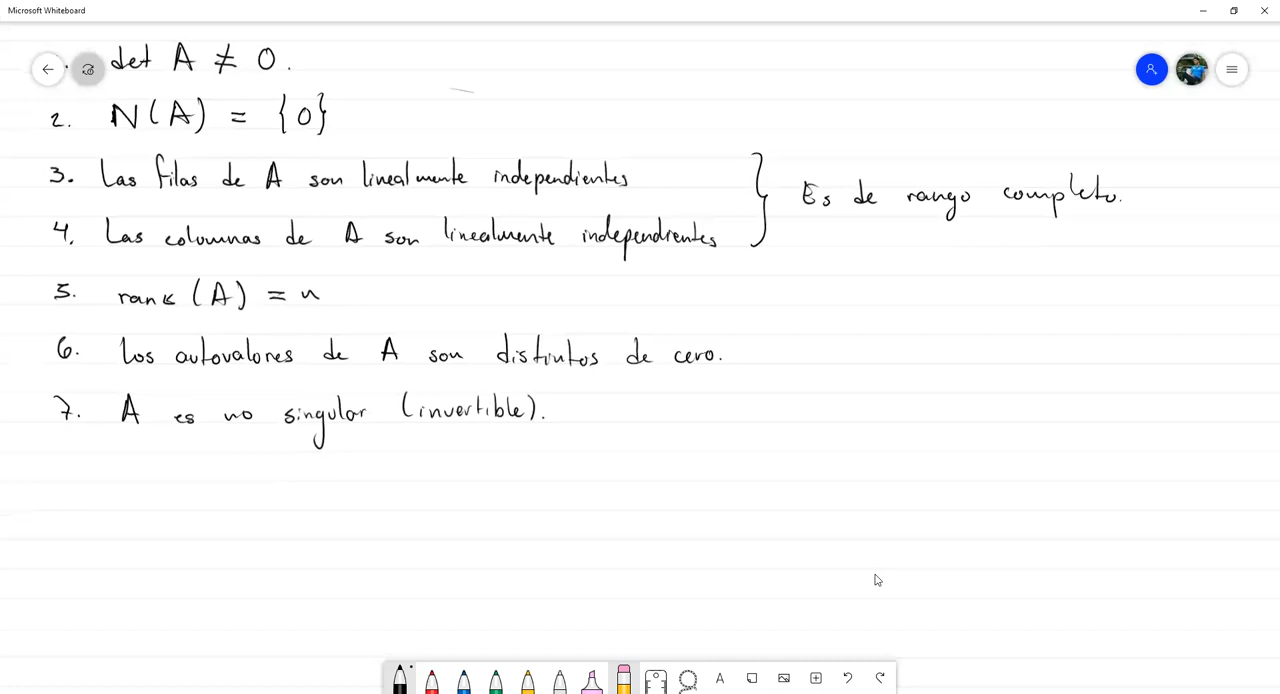 Microsoft Whiteboard
det A ≠ 0.
2. N(A) = {0}
3. Las filas de A son linealmente independientes
4. Las columnas de A son linealmente independientes
Es de rango completo.
5. rank (A) = n
6. Los autovalores de A son distintos de cero.
7. A es no singular (invertible).